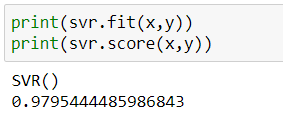 print(svr.fit(x,y))
print(svr.score(x,y))
SVR()
0.9795444485986843